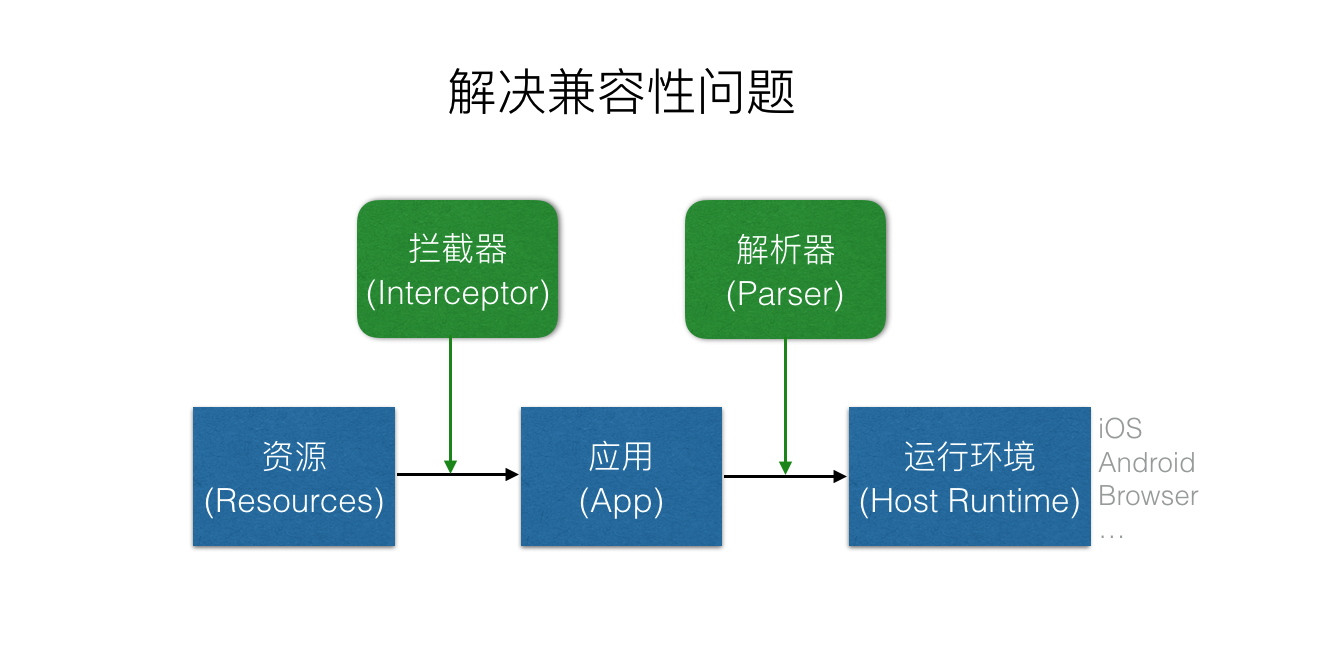 解决兼容性问题
拦截器
(Interceptor)
解析器
(Parser)
资源
(Resources)
应用
(App)
运行环境
(Host Runtime)
iOS
Android
Browser
…